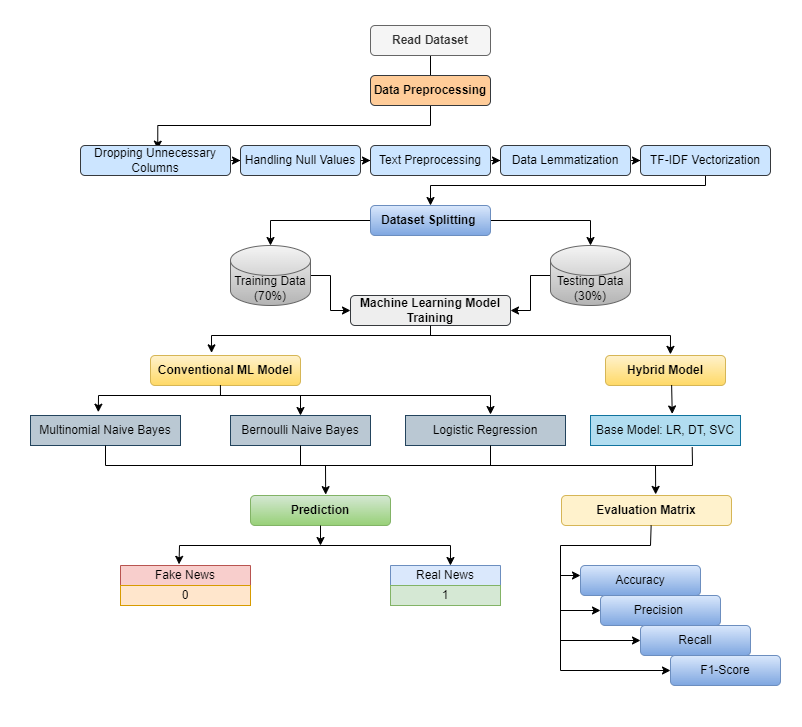 Read Dataset
Data Preprocessing
Dropping Unnecessary
Columns
Handling Null Values
Text Preprocessing
Data Lemmatization
TF-IDF Vectorization
Dataset Splitting
Training Data
(70%)
Testing Data
(30%)
Machine Learning Model
Training
Conventional ML Model
Hybrid Model
Multinomial Naive Bayes
Bernoulli Naive Bayes
Logistic Regression
Base Model: LR, DT, SVC
Prediction
Evaluation Matrix
Fake News
0
Real News
1
Accuracy
Precision
Recall
F1-Score